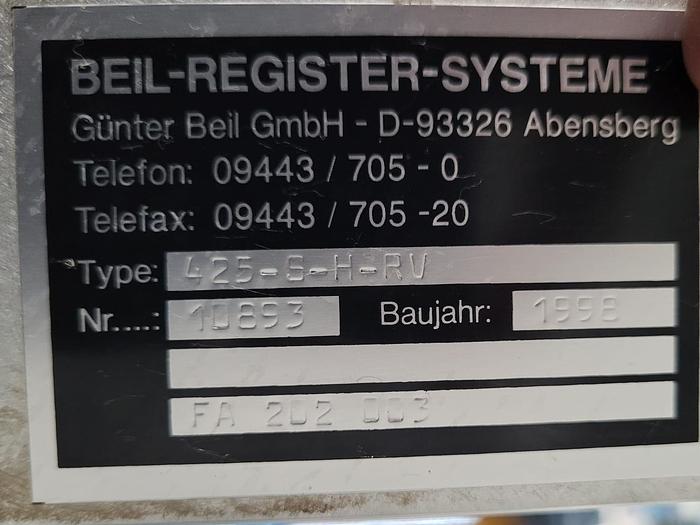 BEIL-REGISTER-SYSTEME
Günter Beil GmbH - D-93326 Abensberg
Telefon: 09443 / 705 - 0
Telefax: 09443 / 705 -20
Type: 425-S-H-RV
Nr....: 10893 Baujahr: 1998
FA 202 003